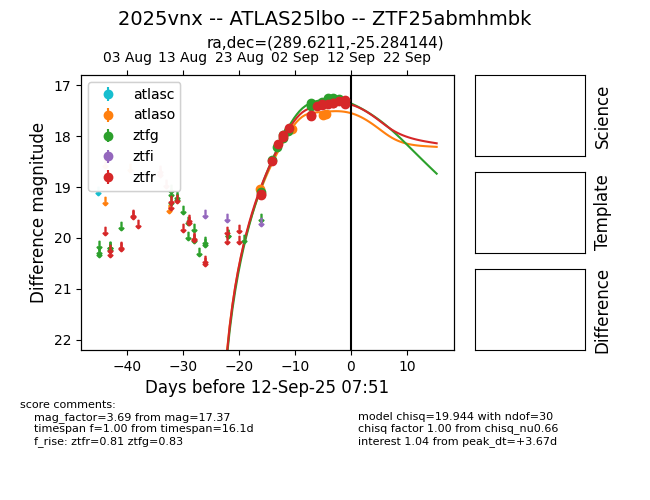 2025vnx -- ATLAS25lbo -- ZTF25abmhmbk
ra,dec=(289.6211,-25.284144)
03 Aug 13 Aug 23 Aug 02 Sep 12 Sep 22 Sep
17
18
19
20
21
22
Difference magnitude
atlasc
atlaso
ztfg
ztfi
ztfr
−40 −30 −20 −10 0 10
Days before 12-Sep-25 07:51
Science
Template
Difference
score comments:
mag_factor=3.69 from mag=17.37
timespan f=1.00 from timespan=16.1d
f_rise: ztfr=0.81 ztfg=0.83
model chisq=19.944 with ndof=30
chisq factor 1.00 from chisq_nu0.66
interest 1.04 from peak_dt=+3.67d